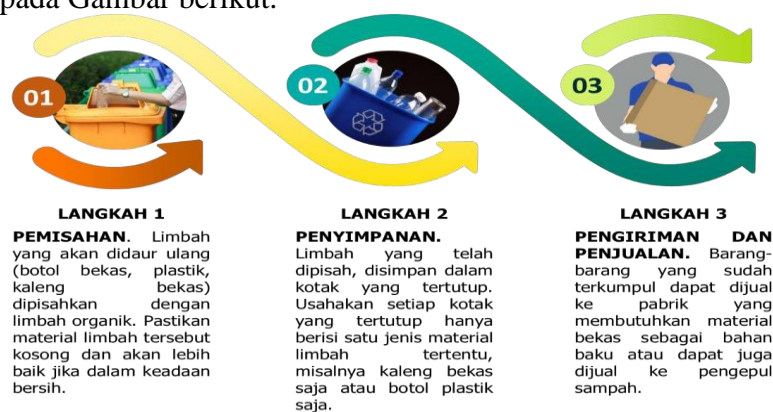 pada Gambar berikut.
01
02
03
LANGKAH 1
PEMISAHAN. Limbah
yang akan didaur ulang
(botol bekas, plastik,
kaleng bekas)
dipisahkan dengan
limbah organik. Pastikan
material limbah tersebut
kosong dan akan lebih
baik jika dalam keadaan
bersih.
LANGKAH 2
PENYIMPANAN.
Limbah yang telah
dipisah, disimpan dalam
kotak yang tertutup.
Usahakan setiap kotak
yang tertutup hanya
berisi satu jenis material
limbah tertentu,
misalnya kaleng bekas
saja atau botol plastik
saja.
LANGKAH 3
PENGIRIMAN DAN
PENJUALAN. Barang-
barang yang sudah
terkumpul dapat dijual
ke pabrik yang
membutuhkan material
bekas sebagai bahan
baku atau dapat juga
dijual ke pengepul
sampah.